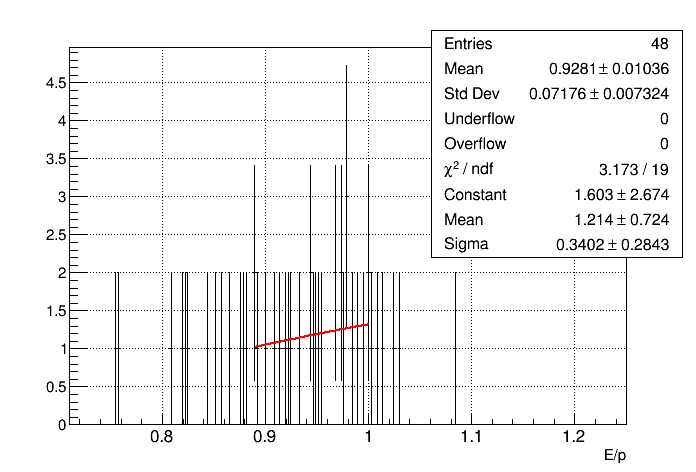 Entries 48
Mean 0.9281 ± 0.01036
Std Dev 0.07176 ± 0.007324
Underflow 0
Overflow 0
χ² / ndf 3.173 / 19
Constant 1.603 ± 2.674
Mean 1.214 ± 0.724
Sigma 0.3402 ± 0.2843
4.5
4
3.5
3
2.5
2
1.5
1
0.5
0
0.8 0.9 1 1.1 1.2
E/p